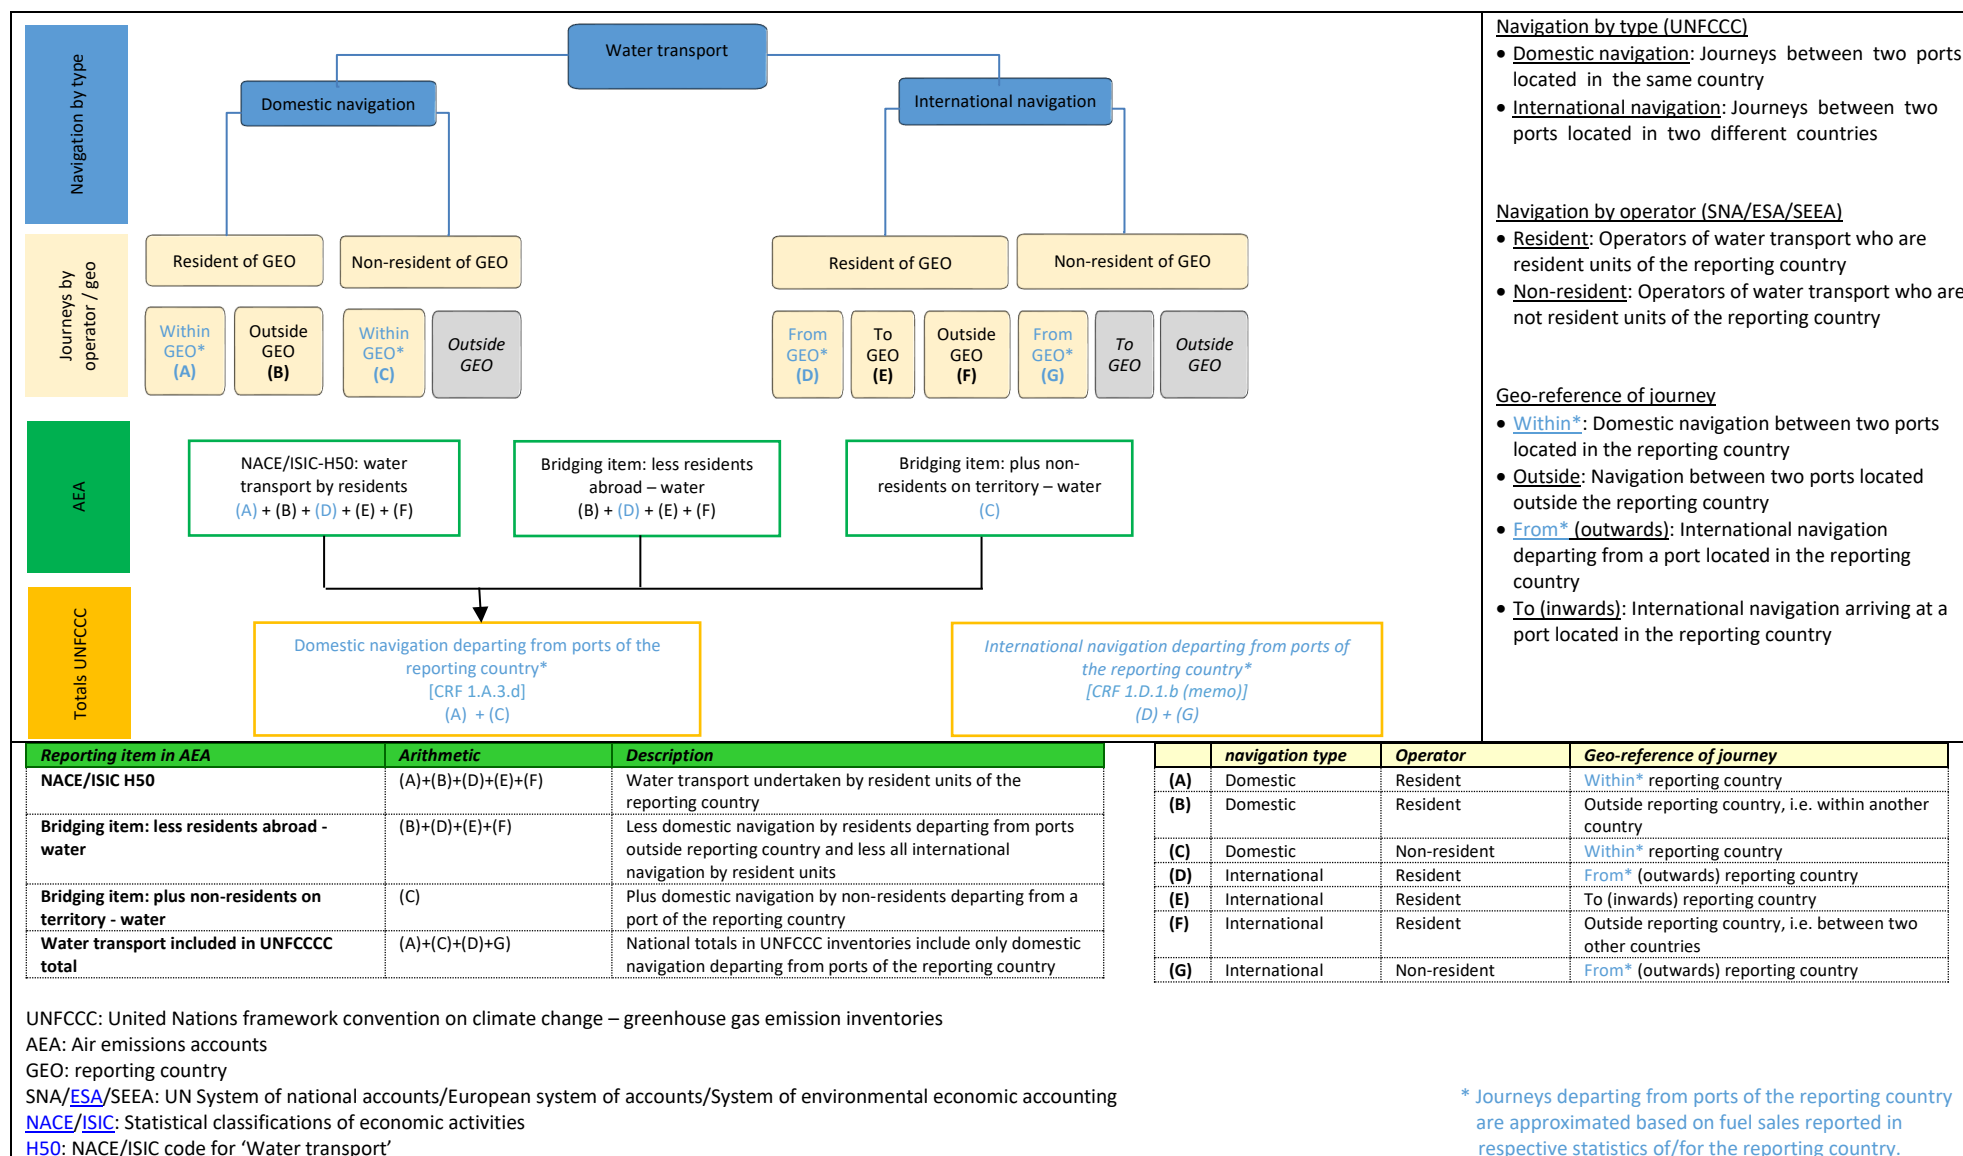 Navigation by type
Water transport
Domestic navigation
International navigation
Journeys by
operator / geo
Resident of GEO
Non-resident of GEO
Resident of GEO
Non-resident of GEO
Within
GEO*
(A)
Outside
GEO
(B)
Within
GEO*
(C)
Outside
GEO
From
GEO*
(D)
To
GEO
(E)
Outside
GEO
(F)
From
GEO*
(G)
To
GEO
Outside
GEO
AEA
NACE/ISIC-H50: water
transport by residents
(A) + (B) + (D) + (E) + (F)
Bridging item: less residents
abroad – water
(B) + (D) + (E) + (F)
Bridging item: plus non-
residents on territory – water
(C)
Totals UNFCCC
Domestic navigation departing from ports of the
reporting country*
[CRF 1.A.3.d]
(A) + (C)
International navigation departing from ports of
the reporting country*
[CRF 1.D.1.b (memo)]
(D) + (G)
Navigation by type (UNFCCC)
• Domestic navigation: Journeys between two ports
located in the same country
• International navigation: Journeys between two
ports located in two different countries
Navigation by operator (SNA/ESA/SEEA)
• Resident: Operators of water transport who are
resident units of the reporting country
• Non-resident: Operators of water transport who are
not resident units of the reporting country
Geo-reference of journey
• Within*: Domestic navigation between two ports
located in the reporting country
• Outside: Navigation between two ports located
outside the reporting country
• From* (outwards): International navigation
departing from a port located in the reporting
country
• To (inwards): International navigation arriving at a
port located in the reporting country
Reporting item in AEA Arithmetic Description
NACE/ISIC H50 (A)+(B)+(D)+(E)+(F) Water transport undertaken by resident units of the
reporting country
Bridging item: less residents abroad - (B)+(D)+(E)+(F) Less domestic navigation by residents departing from ports
water outside reporting country and less all international
navigation by resident units
Bridging item: plus non-residents on (C) Plus domestic navigation by non-residents departing from a
territory - water port of the reporting country
Water transport included in UNFCCCC (A)+(C)+(D)+G) National totals in UNFCCC inventories include only domestic
total navigation departing from ports of the reporting country
navigation type Operator Geo-reference of journey
(A) Domestic Resident Within* reporting country
(B) Domestic Resident Outside reporting country, i.e. within another
country
(C) Domestic Non-resident Within* reporting country
(D) International Resident From* (outwards) reporting country
(E) International Resident To (inwards) reporting country
(F) International Resident Outside reporting country, i.e. between two
other countries
(G) International Non-resident From* (outwards) reporting country
UNFCCC: United Nations framework convention on climate change – greenhouse gas emission inventories
AEA: Air emissions accounts
GEO: reporting country
SNA/ESA/SEEA: UN System of national accounts/European system of accounts/System of environmental economic accounting
NACE/ISIC: Statistical classifications of economic activities
H50: NACE/ISIC code for ‘Water transport’
* Journeys departing from ports of the reporting country
are approximated based on fuel sales reported in
respective statistics of/for the reporting country.